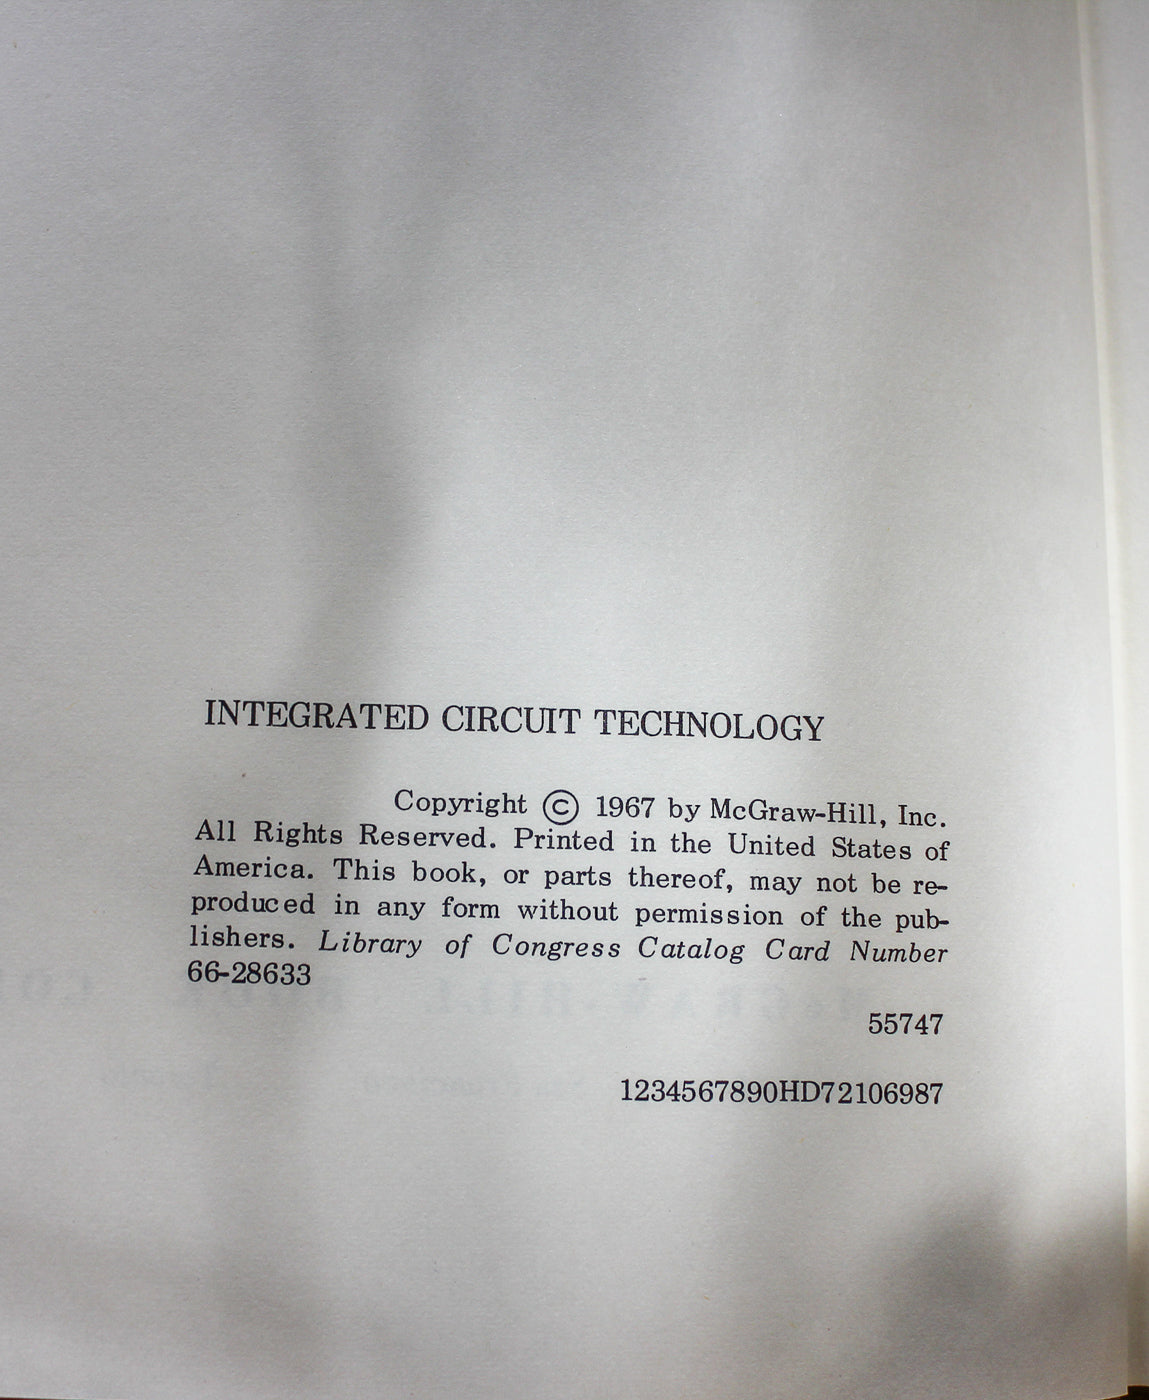 INTEGRATED CIRCUIT TECHNOLOGY
Copyright © 1967 by McGraw-Hill, Inc.
All Rights Reserved. Printed in the United States of
America. This book, or parts thereof, may not be re-
produced in any form without permission of the pub-
lishers. Library of Congress Catalog Card Number
66-28633
55747
1234567890HD72106987